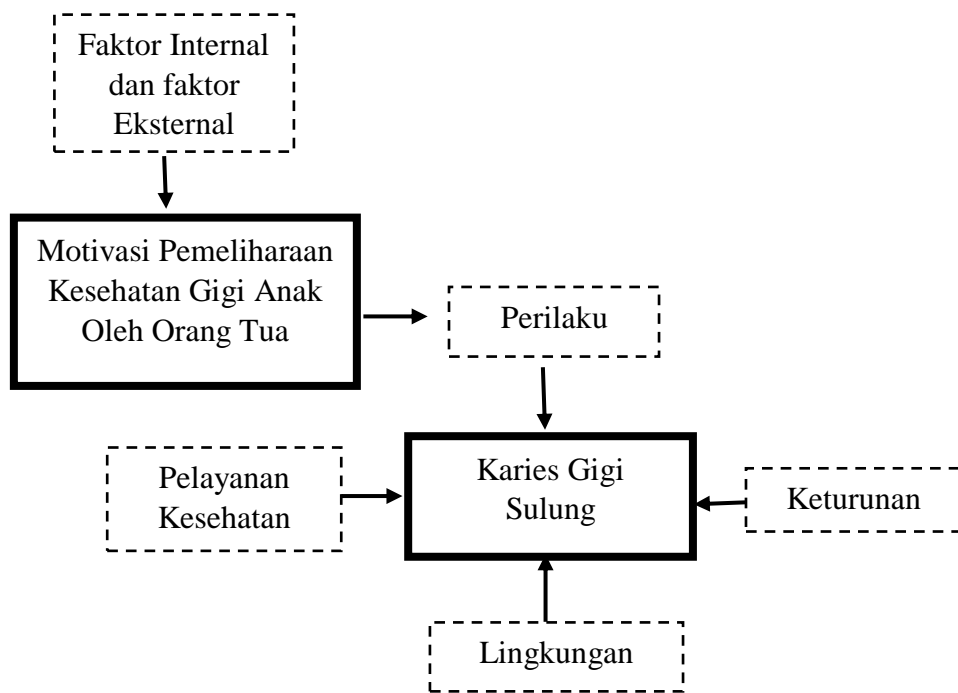 Faktor Internal
dan faktor
Eksternal
Motivasi Pemeliharaan
Kesehatan Gigi Anak
Oleh Orang Tua
Perilaku
Pelayanan
Kesehatan
Karies Gigi
Sulung
Keturunan
Lingkungan